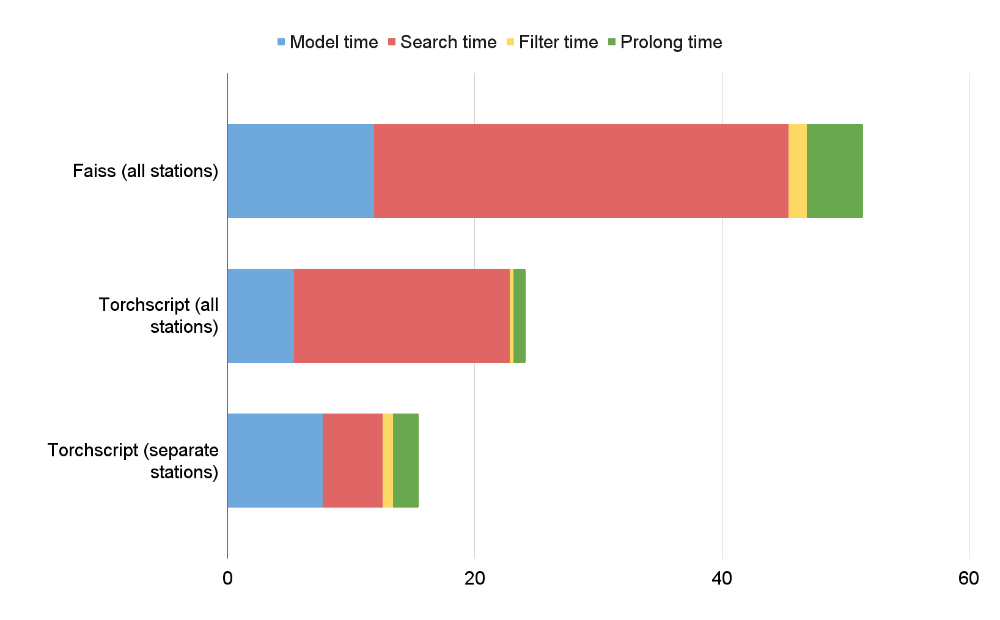 Model time Search time Filter time Prolong time
Faiss (all stations)
Torchscript (all
stations)
Torchscript (separate
stations)
0 20 40 60